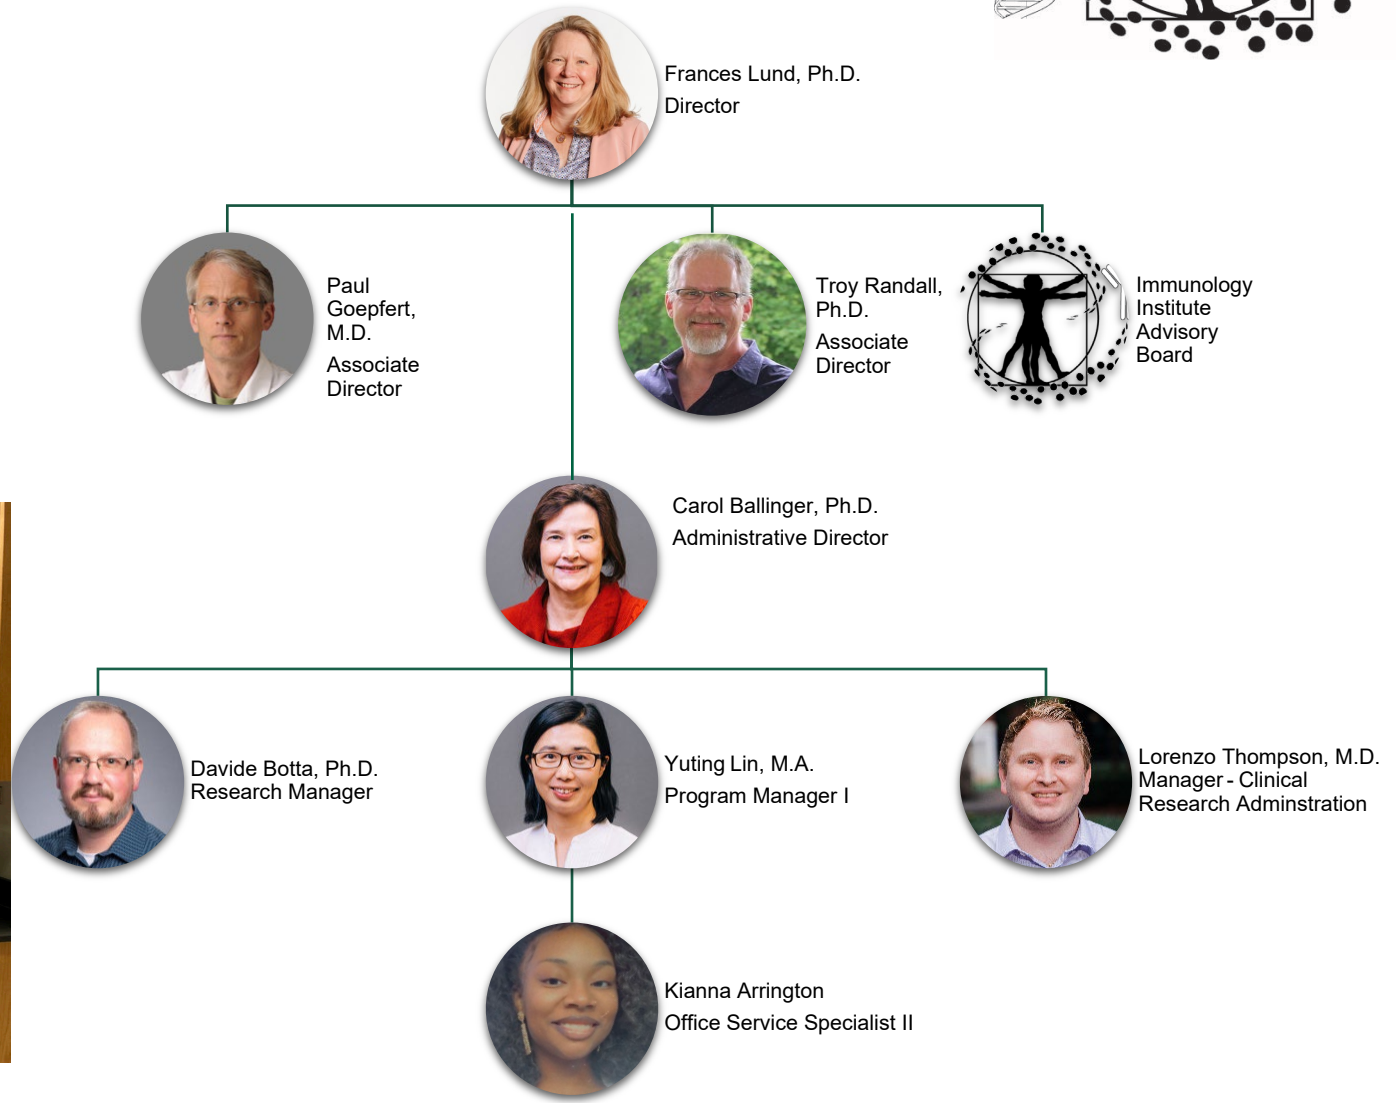 Frances Lund, Ph.D.
Director
Paul
Goepfert,
M.D.
Associate
Director
Troy Randall,
Ph.D.
Associate
Director
Immunology
Institute
Advisory
Board
Carol Ballinger, Ph.D.
Administrative Director
Davide Botta, Ph.D.
Research Manager
Yuting Lin, M.A.
Program Manager I
Lorenzo Thompson, M.D.
Manager - Clinical
Research Adminstration
Kianna Arrington
Office Service Specialist II